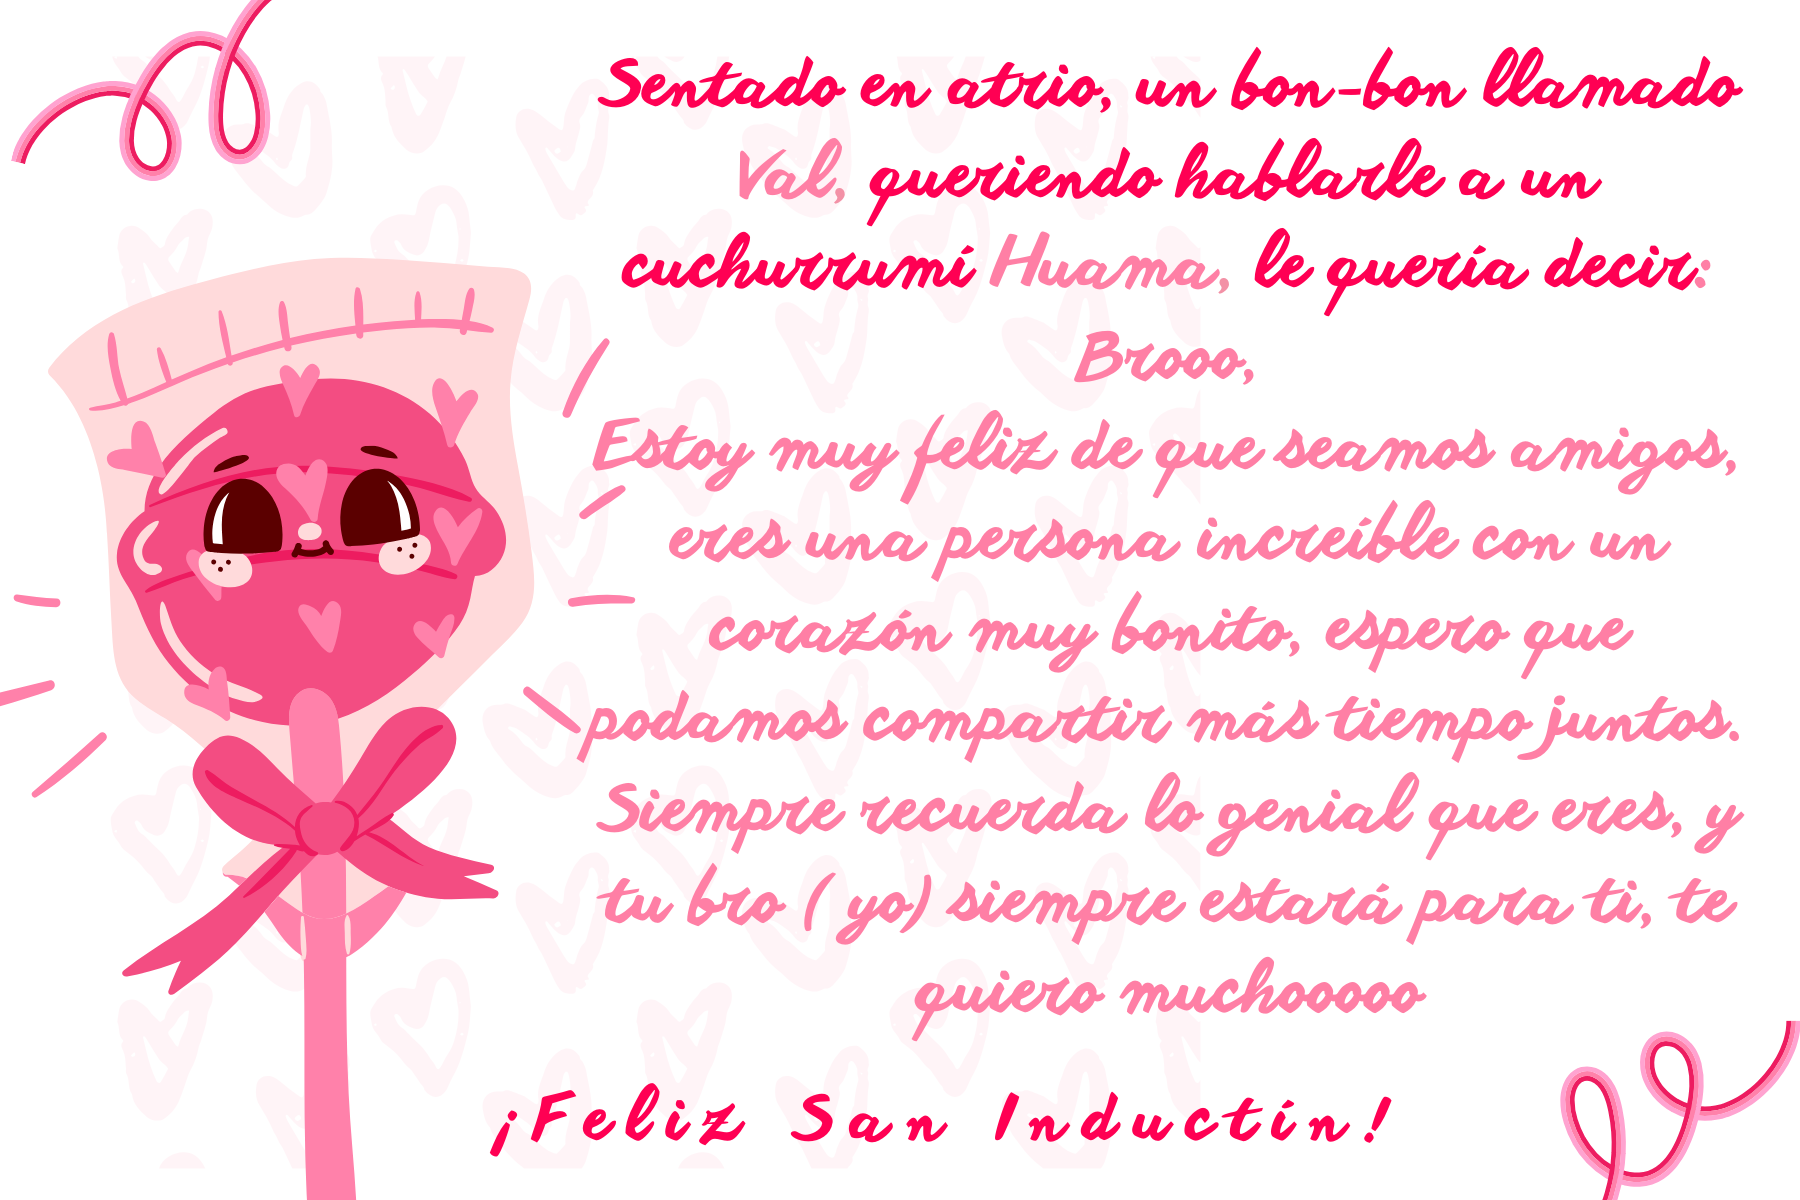 Sentado en atrio, un bon-bon llamado
Val, queriendo hablarle a un
cuchurrumí Huama, le quería decir:
Brooo,
Estoy muy feliz de que seamos amigos,
eres una persona increíble con un
corazón muy bonito, espero que
podamos compartir más tiempo juntos.
Siempre recuerda lo genial que eres, y
tu bro ( yo) siempre estará para ti, te
quiero muchooooo
¡Feliz San Inductín!